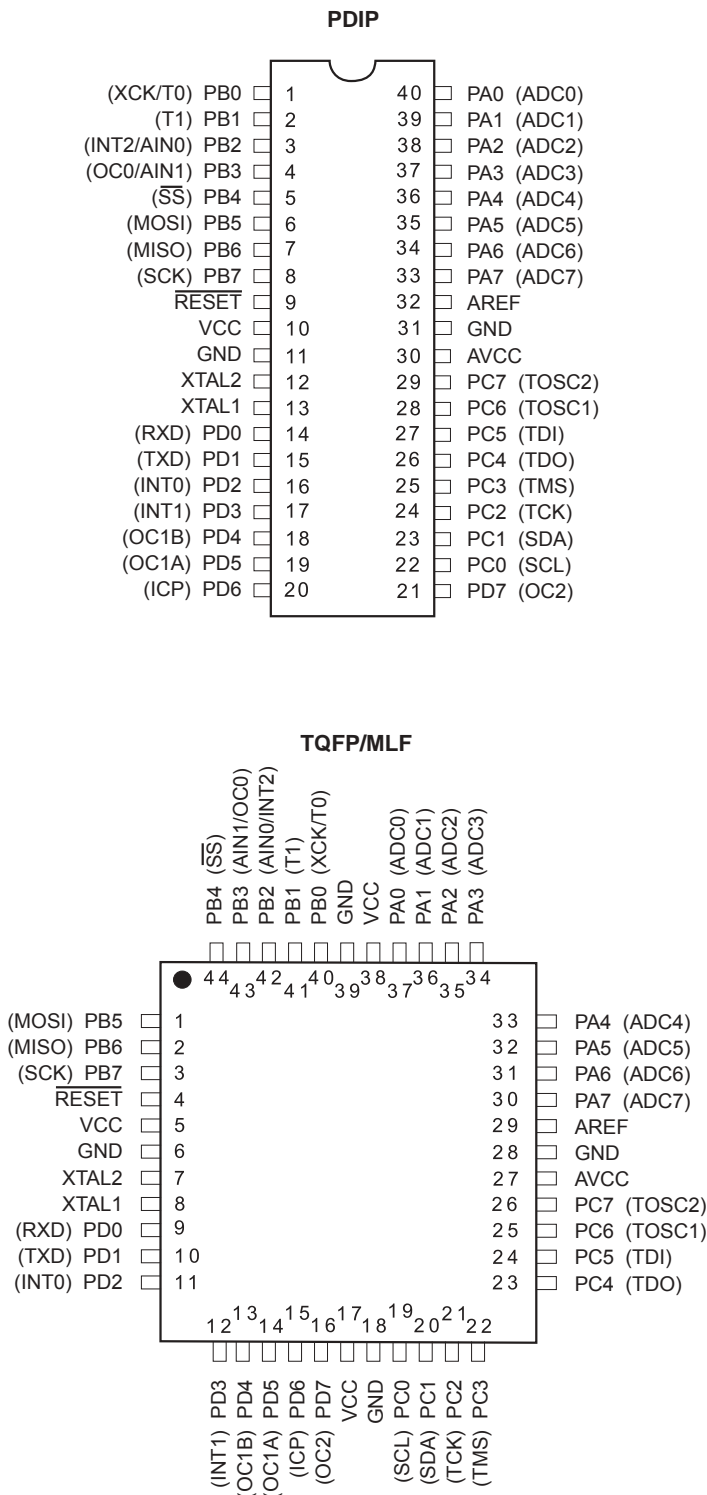 PDIP
(XCK/T0) PB0 1 40 PA0 (ADC0)
(T1) PB1 2 39 PA1 (ADC1)
(INT2/AIN0) PB2 3 38 PA2 (ADC2)
(OC0/AIN1) PB3 4 37 PA3 (ADC3)
(SS) PB4 5 36 PA4 (ADC4)
(MOSI) PB5 6 35 PA5 (ADC5)
(MISO) PB6 7 34 PA6 (ADC6)
(SCK) PB7 8 33 PA7 (ADC7)
RESET 9 32 AREF
VCC 10 31 GND
GND 11 30 AVCC
XTAL2 12 29 PC7 (TOSC2)
XTAL1 13 28 PC6 (TOSC1)
(RXD) PD0 14 27 PC5 (TDI)
(TXD) PD1 15 26 PC4 (TDO)
(INT0) PD2 16 25 PC3 (TMS)
(INT1) PD3 17 24 PC2 (TCK)
(OC1B) PD4 18 23 PC1 (SDA)
(OC1A) PD5 19 22 PC0 (SCL)
(ICP) PD6 20 21 PD7 (OC2)
TQFP/MLF
PB4 (SS)
PB3 (AIN1/OC0)
PB2 (AIN0/INT2)
PB1 (T1)
PB0 (XCK/T0)
GND
VCC
PA0 (ADC0)
PA1 (ADC1)
PA2 (ADC2)
PA3 (ADC3)
44 43 42 41 40 39 38 37 36 35 34
(MOSI) PB5 1 33 PA4 (ADC4)
(MISO) PB6 2 32 PA5 (ADC5)
(SCK) PB7 3 31 PA6 (ADC6)
RESET 4 30 PA7 (ADC7)
VCC 5 29 AREF
GND 6 28 GND
XTAL2 7 27 AVCC
XTAL1 8 26 PC7 (TOSC2)
(RXD) PD0 9 25 PC6 (TOSC1)
(TXD) PD1 10 24 PC5 (TDI)
(INT0) PD2 11 23 PC4 (TDO)
12 13 14 15 16 17 18 19 20 21 22
(INT1) PD3
(OC1B) PD4
(OC1A) PD5
(ICP) PD6
(OC2) PD7
VCC
GND
(SCL) PC0
(SDA) PC1
(TCK) PC2
(TMS) PC3